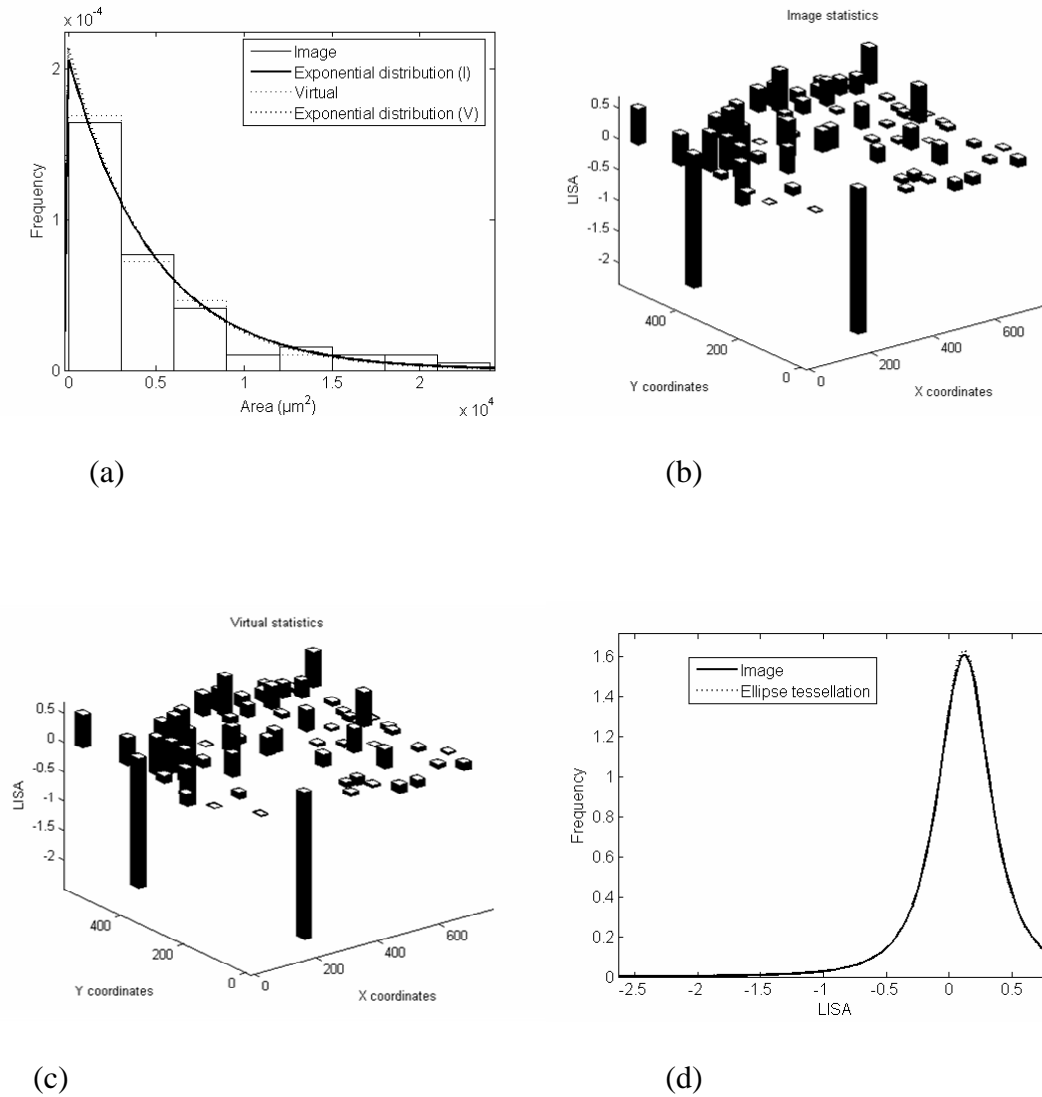 x 10-4
Image
Exponential distribution (I)
Virtual
Exponential distribution (V)
2
1
0
Frequency
0 0.5 1 1.5 2
Area (µm2)
x 104
(a)
Image statistics
0.5
0
-0.5
-1
-1.5
-2
LISA
400
200
0
Y coordinates
0
200
400
600
X coordinates
(b)
Virtual statistics
0.5
0
-0.5
-1
-1.5
-2
LISA
400
200
0
Y coordinates
0
200
400
600
X coordinates
(c)
Image
Ellipse tessellation
1.6
1.4
1.2
1
0.8
0.6
0.4
0.2
0
Frequency
-2.5 -2 -1.5 -1 -0.5 0 0.5
LISA
(d)